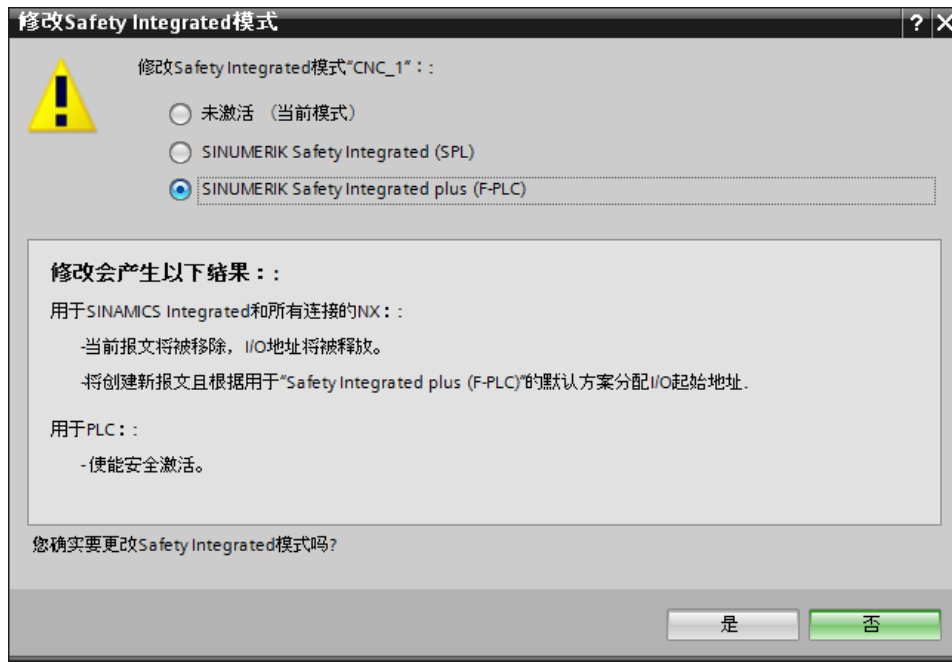 修改Safety Integrated模式
? X
修改Safety Integrated模式"CNC_1"：:
未激活 （当前模式）
SINUMERIK Safety Integrated (SPL)
SINUMERIK Safety Integrated plus (F-PLC)
修改会产生以下结果：:
用于SINAMICS Integrated和所有连接的NX：:
-当前报文将被移除，I/O地址将被释放。
-将创建新报文且根据用于"Safety Integrated plus (F-PLC)"的默认方案分配I/O起始地址.
用于PLC：:
-使能安全激活。
您确实要更改Safety Integrated模式吗?
是
否